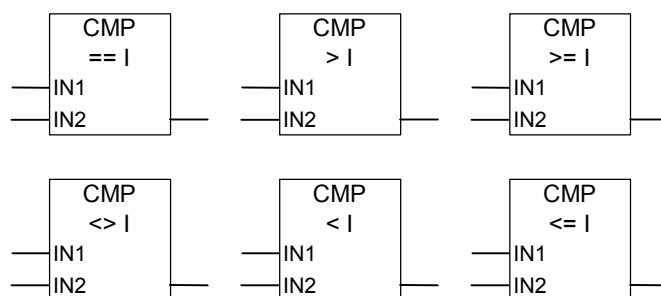 CMP CMP CMP
== I > I >= I
IN1 IN1 IN1
IN2 IN2 IN2
CMP CMP CMP
<> I < I <= I
IN1 IN1 IN1
IN2 IN2 IN2